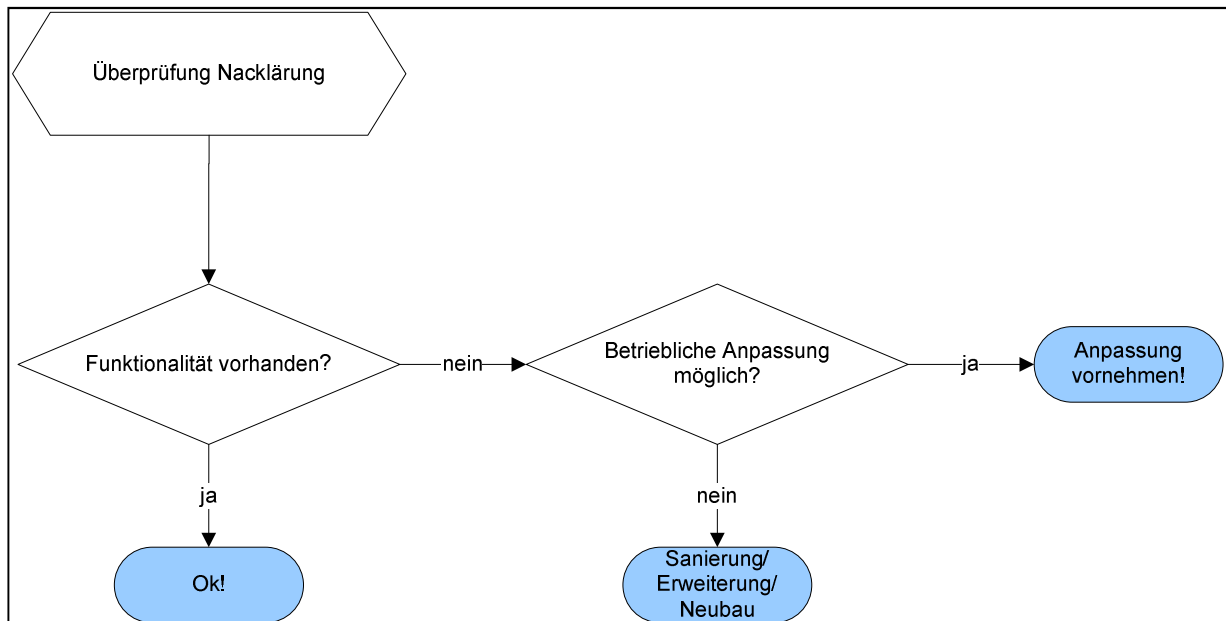 Überprüfung Nacklärung
Funktionalität vorhanden?
nein
Betriebliche Anpassung
möglich?
ja
Anpassung
vornehmen!
ja
nein
Ok!
Sanierung/
Erweiterung/
Neubau